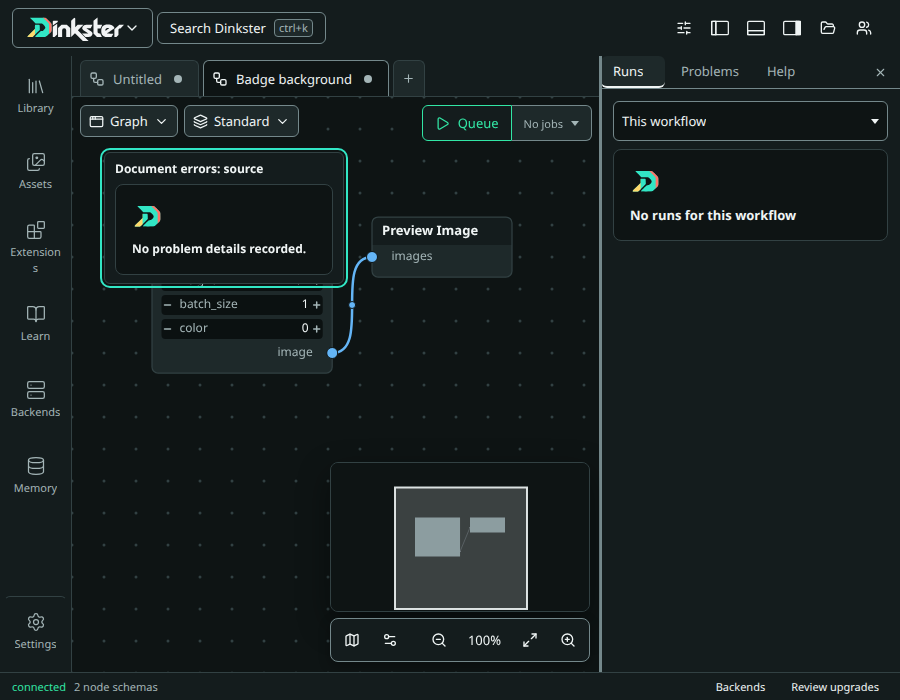 Dinkster
Search Dinkster ctrl+k
Untitled
Badge background
+
Runs
Problems
Help
Library
Assets
Extension
s
Learn
Backends
Memory
Settings
Graph
Standard
Queue
No jobs
This workflow
No runs for this workflow
Document errors: source
No problem details recorded.
Preview Image
images
batch_size 1
color 0
image
100%
connected 2 node schemas
Backends
Review upgrades